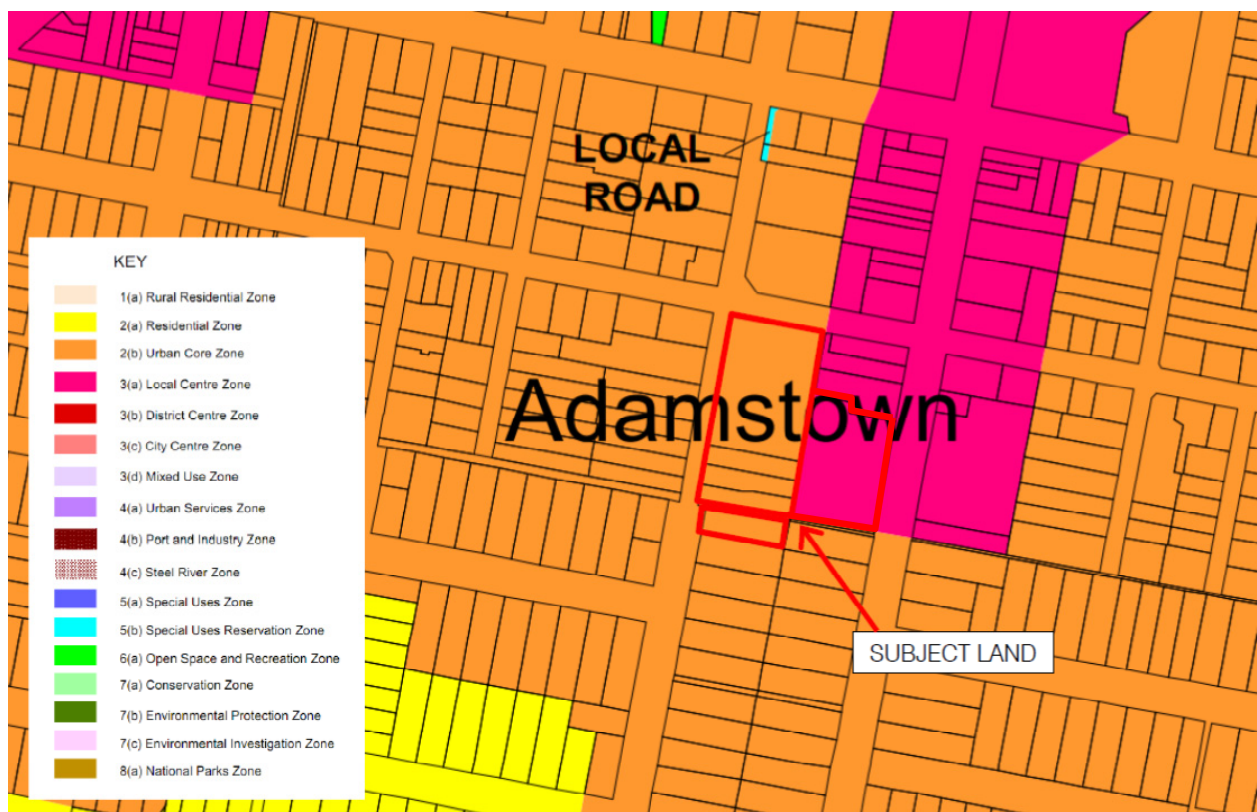 LOCAL
ROAD
Adamstown
SUBJECT LAND
KEY
1(a) Rural Residential Zone
2(a) Residential Zone
2(b) Urban Core Zone
3(a) Local Centre Zone
3(b) District Centre Zone
3(c) City Centre Zone
3(d) Mixed Use Zone
4(a) Urban Services Zone
4(b) Port and Industry Zone
4(c) Steel River Zone
5(a) Special Uses Zone
5(b) Special Uses Reservation Zone
6(a) Open Space and Recreation Zone
7(a) Conservation Zone
7(b) Environmental Protection Zone
7(c) Environmental Investigation Zone
8(a) National Parks Zone